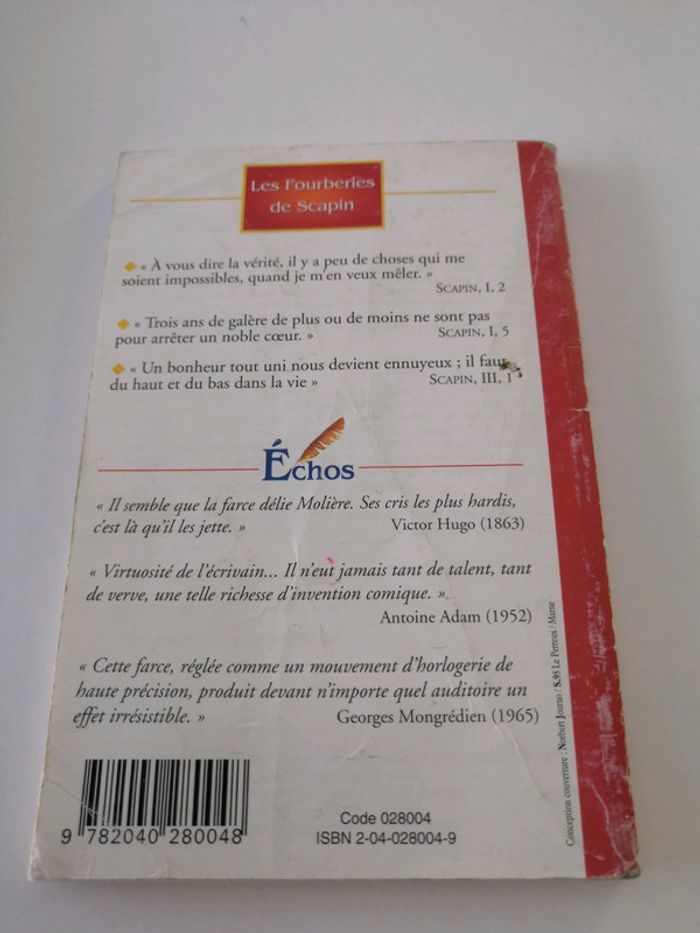 Les Fourberies
de Scapin
« À vous dire la vérité, il y a peu de choses qui me
soient impossibles, quand je m'en veux mêler. »
SCAPIN, I, 2
« Trois ans de galère de plus ou de moins ne sont pas
pour arrêter un noble cœur. » SCAPIN, I, 5
« Un bonheur tout uni nous devient ennuyeux ; il faut
du haut et du bas dans la vie » SCAPIN, III, 1
Échos
« Il semble que la farce délie Molière. Ses cris les plus hardis,
c'est là qu'il les jette. » Victor Hugo (1863)
« Virtuosité de l'écrivain... Il n'eut jamais tant de talent, tant
de verve, une telle richesse d'invention comique. »
Antoine Adam (1952)
« Cette farce, réglée comme un mouvement d'horlogerie de
haute précision, produit devant n'importe quel auditoire un
effet irrésistible. » Georges Mongrédien (1965)
9 782040 280048
Code 028004
ISBN 2-04-028004-9
Conception couverture : Norbert Journo / S.95 Le Perreux / Marne